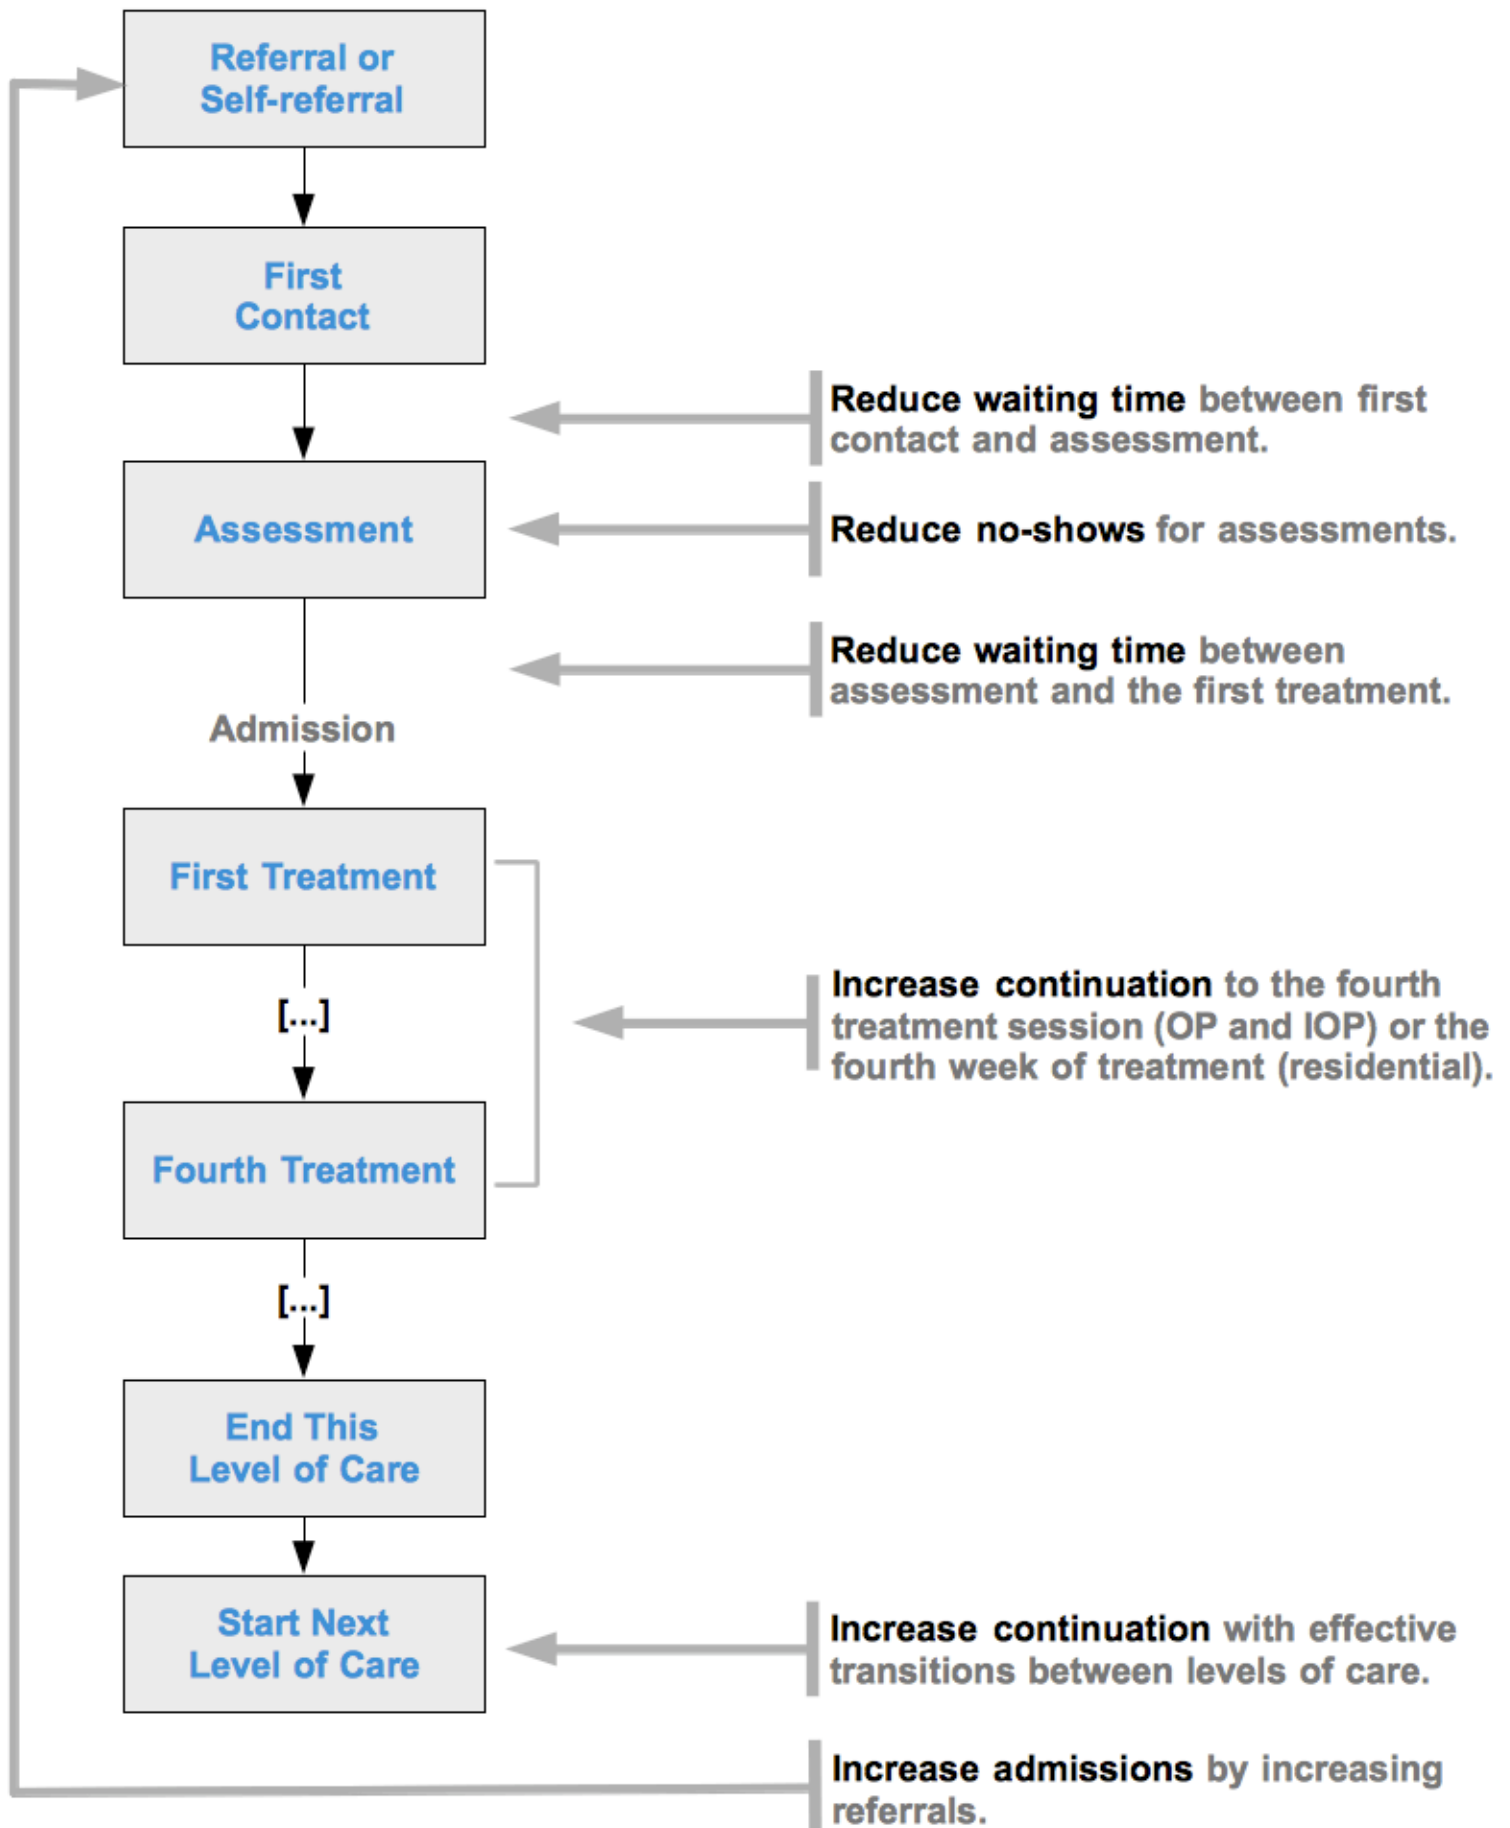 Referral or
Self-referral
First
Contact
Reduce waiting time between first
contact and assessment.
Assessment
Reduce no-shows for assessments.
Reduce waiting time between
assessment and the first treatment.
Admission
First Treatment
[...]
Increase continuation to the fourth
treatment session (OP and IOP) or the
fourth week of treatment (residential).
Fourth Treatment
[...]
End This
Level of Care
Start Next
Level of Care
Increase continuation with effective
transitions between levels of care.
Increase admissions by increasing
referrals.